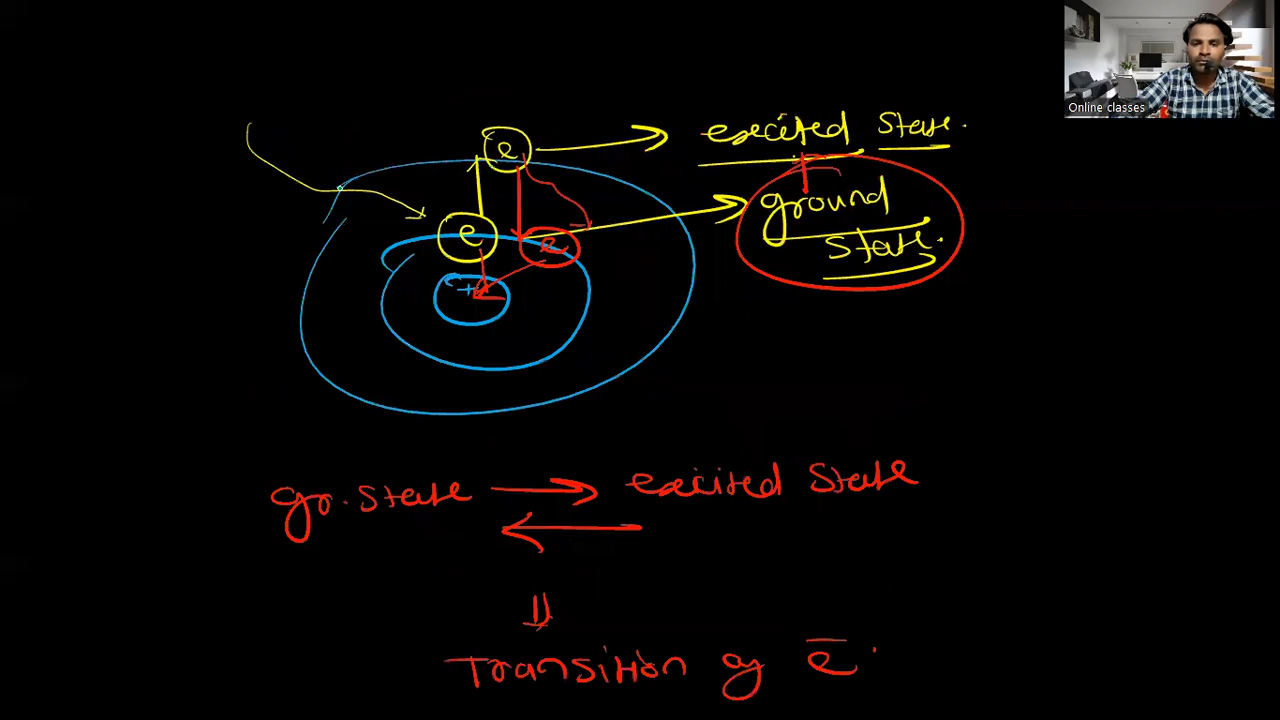 Online classes
e
excited State.
e
ground
State.
e
+
gr. State → excited State
←
⇓
Transition of e̅.